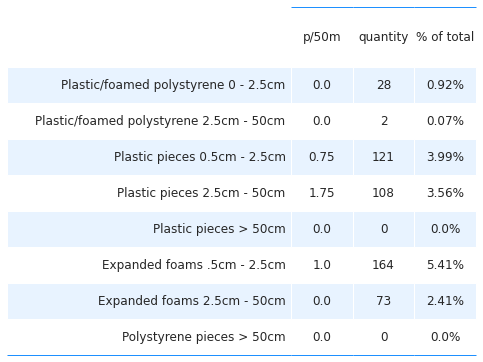 p/50m quantity % of total
Plastic/foamed polystyrene 0 - 2.5cm 0.0 28 0.92%
Plastic/foamed polystyrene 2.5cm - 50cm 0.0 2 0.07%
Plastic pieces 0.5cm - 2.5cm 0.75 121 3.99%
Plastic pieces 2.5cm - 50cm 1.75 108 3.56%
Plastic pieces > 50cm 0.0 0 0.0%
Expanded foams .5cm - 2.5cm 1.0 164 5.41%
Expanded foams 2.5cm - 50cm 0.0 73 2.41%
Polystyrene pieces > 50cm 0.0 0 0.0%